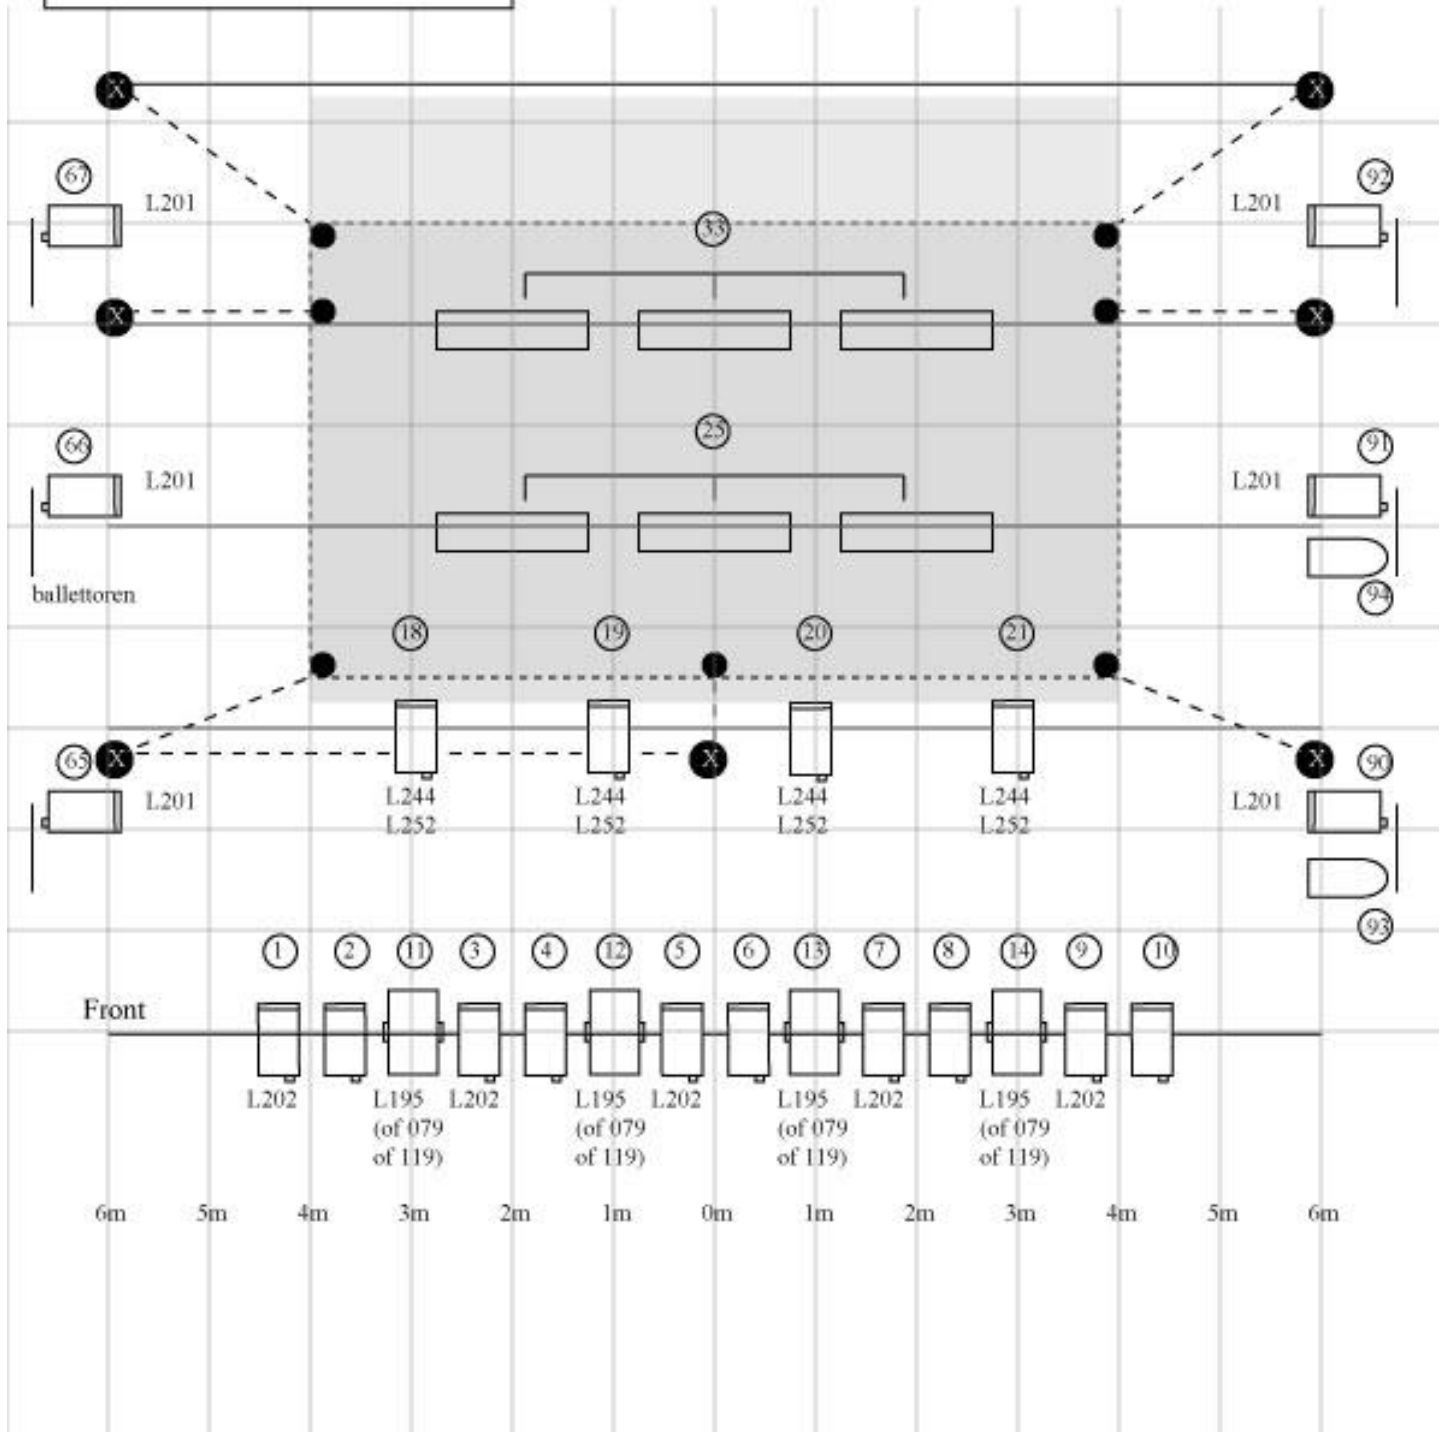 X X
67 92
L201 L201
33
X X
66 25 91
L201 L201
ballettoren 94
18 19 20 21
65 X X X 90
L201 L244 L244 L244 L244 L201
L252 L252 L252 L252
93
1 2 11 3 4 12 5 6 13 7 8 14 9 10
Front
L202 L195 L202 L195 L202 L195 L202 L195 L202
(of 079 (of 079 (of 079 (of 079
of 119) of 119) of 119) of 119)
6m 5m 4m 3m 2m 1m 0m 1m 2m 3m 4m 5m 6m